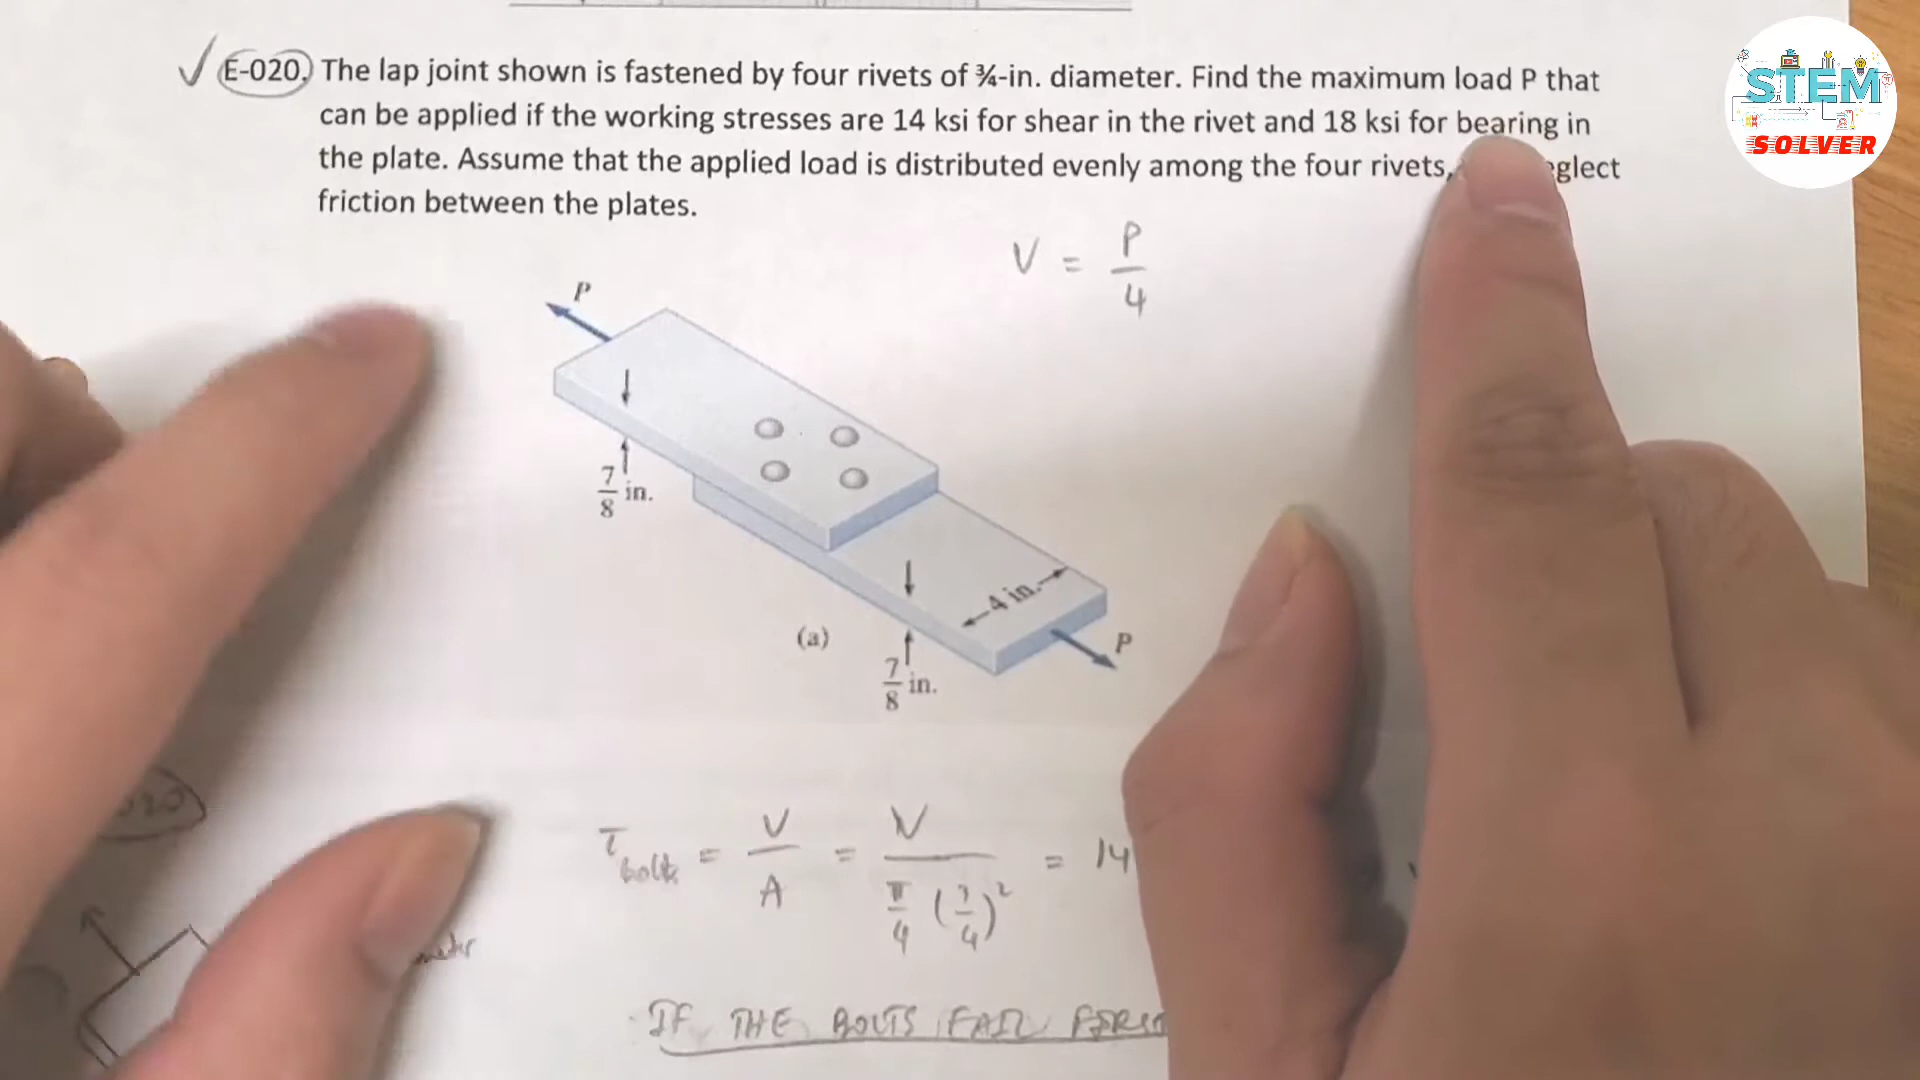 E-020. The lap joint shown is fastened by four rivets of ¾-in. diameter. Find the maximum load P that
can be applied if the working stresses are 14 ksi for shear in the rivet and 18 ksi for bearing in
the plate. Assume that the applied load is distributed evenly among the four rivets, glect
friction between the plates.
STEM
SOLVER
V = P/4
P
7/8 in.
4 in.
(a)
P
7/8 in.
τ bolt = V/A = V / π/4 (3/4)² = 14
020
IF THE BOLTS FAIL FIRST